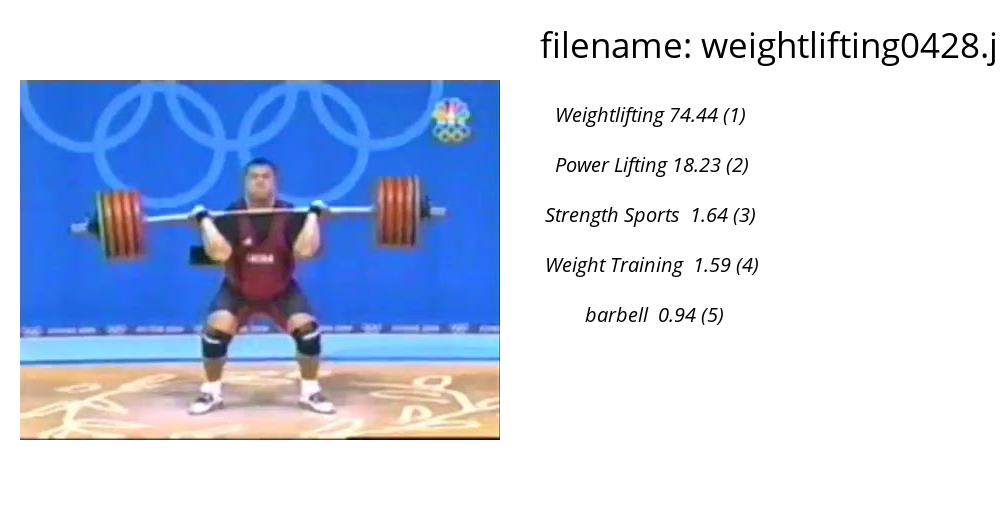 filename: weightlifting0428.j
Weightlifting 74.44 (1)
Power Lifting 18.23 (2)
Strength Sports 1.64 (3)
Weight Training 1.59 (4)
barbell 0.94 (5)